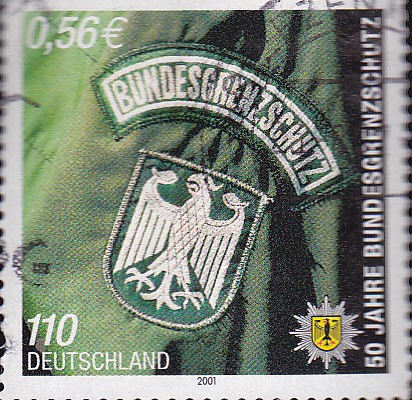 0,56€
BUNDESGRENZSCHUTZ
110
DEUTSCHLAND
50 JAHRE BUNDESGRENZSCHUTZ
2001